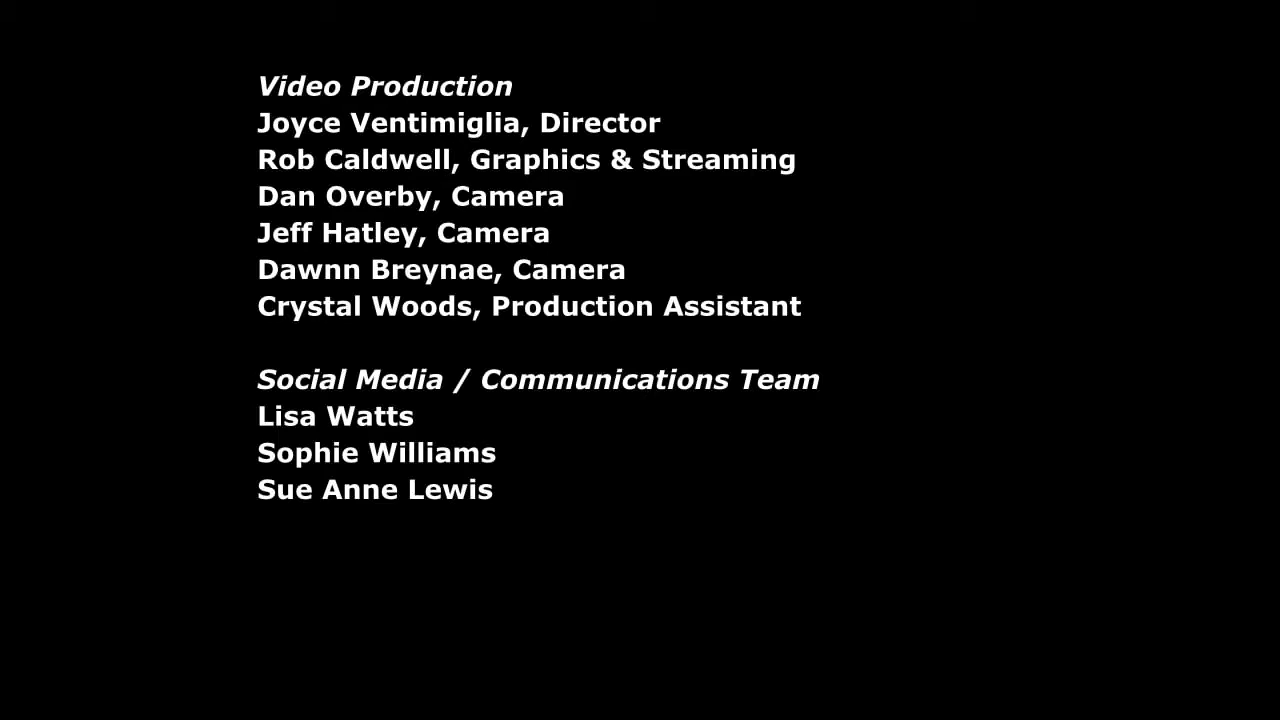 Video Production
Joyce Ventimiglia, Director
Rob Caldwell, Graphics & Streaming
Dan Overby, Camera
Jeff Hatley, Camera
Dawnn Breynae, Camera
Crystal Woods, Production Assistant
Social Media / Communications Team
Lisa Watts
Sophie Williams
Sue Anne Lewis